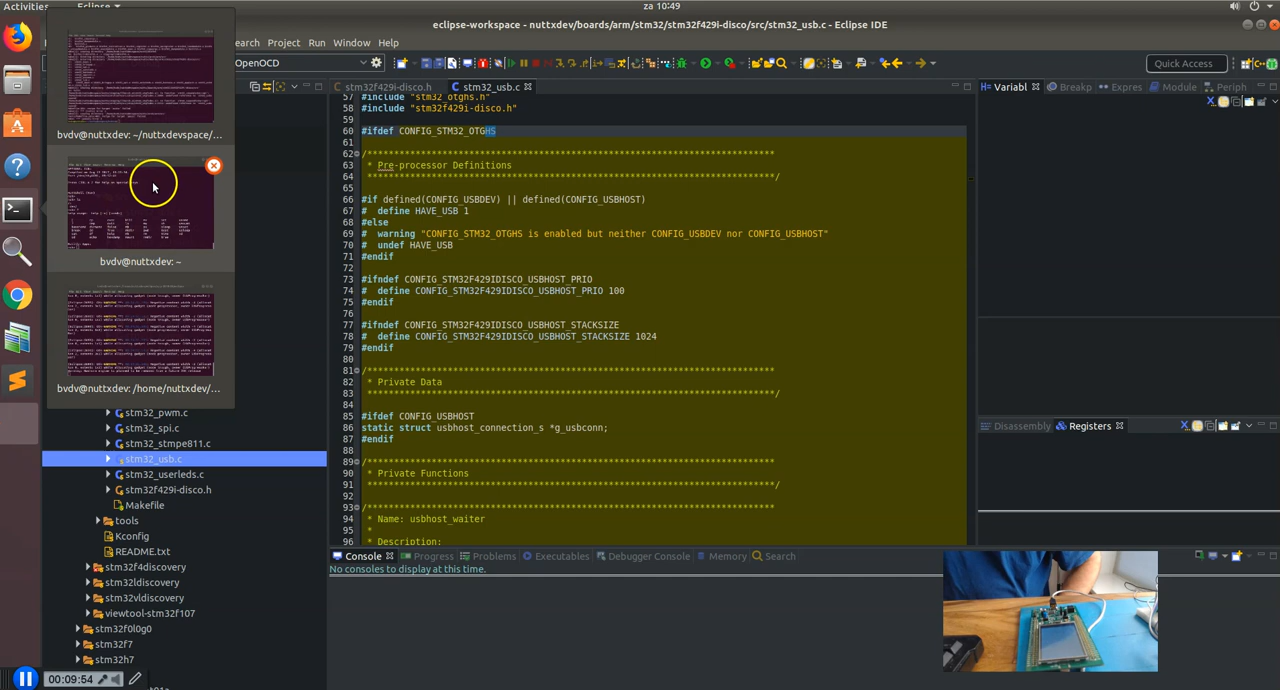 Activities
Eclipse
za 10:49
eclipse-workspace - nuttxdev/boards/arm/stm32/stm32f429i-disco/src/stm32_usb.c - Eclipse IDE
earch Project Run Window Help
OpenOCD
Quick Access
stm32f429i-disco.h
stm32_usb.c
Variabl
Breakp
Expres
Module
Periph
57 #include "stm32_otghs.h"
58 #include "stm32f429i-disco.h"
60 #ifdef CONFIG_STM32_OTGHS
61
62 /****************************************************************************
63 * Pre-processor Definitions
64 ****************************************************************************/
65
66 #if defined(CONFIG_USBDEV) || defined(CONFIG_USBHOST)
67 # define HAVE_USB 1
68 #else
69 # warning "CONFIG_STM32_OTGHS is enabled but neither CONFIG_USBDEV nor CONFIG_USBHOST"
70 # undef HAVE_USB
71 #endif
72
73 #ifndef CONFIG_STM32F429IDISCO_USBHOST_PRIO
74 # define CONFIG_STM32F429IDISCO_USBHOST_PRIO 100
75 #endif
76
77 #ifndef CONFIG_STM32F429IDISCO_USBHOST_STACKSIZE
78 # define CONFIG_STM32F429IDISCO_USBHOST_STACKSIZE 1024
79 #endif
80
81 /****************************************************************************
82 * Private Data
83 ****************************************************************************/
84
85 #ifdef CONFIG_USBHOST
86 static struct usbhost_connection_s *g_usbconn;
87 #endif
88
89 /****************************************************************************
90 * Private Functions
91 ****************************************************************************/
92
93 /****************************************************************************
94 * Name: usbhost_waiter
95 *
96 * Description:
bvdv@nuttxdev: ~/nuttxdevspace/...
bvdv@nuttxdev: ~
bvdv@nuttxdev: /home/nuttxdev/...
stm32_pwm.c
stm32_spi.c
stm32_stmpe811.c
stm32_usb.c
stm32_userleds.c
stm32f429i-disco.h
Makefile
tools
Kconfig
README.txt
stm32f4discovery
stm32ldiscovery
stm32vldiscovery
viewtool-stm32f107
stm32f0l0g0
stm32f7
stm32h7
Disassembly
Registers
Console
Progress
Problems
Executables
Debugger Console
Memory
Search
No consoles to display at this time.
00:09:54